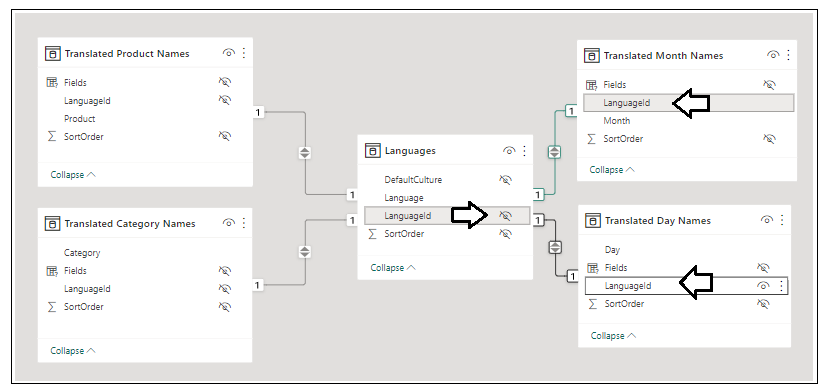 Translated Product Names
Fields
LanguageId
Product
SortOrder
Collapse
1
Translated Category Names
Category
Fields
LanguageId
SortOrder
Collapse
1
Languages
DefaultCulture
Language
LanguageId
SortOrder
Collapse
1
1
1
1
Translated Month Names
Fields
LanguageId
Month
SortOrder
Collapse
1
Translated Day Names
Day
Fields
LanguageId
SortOrder
Collapse
1